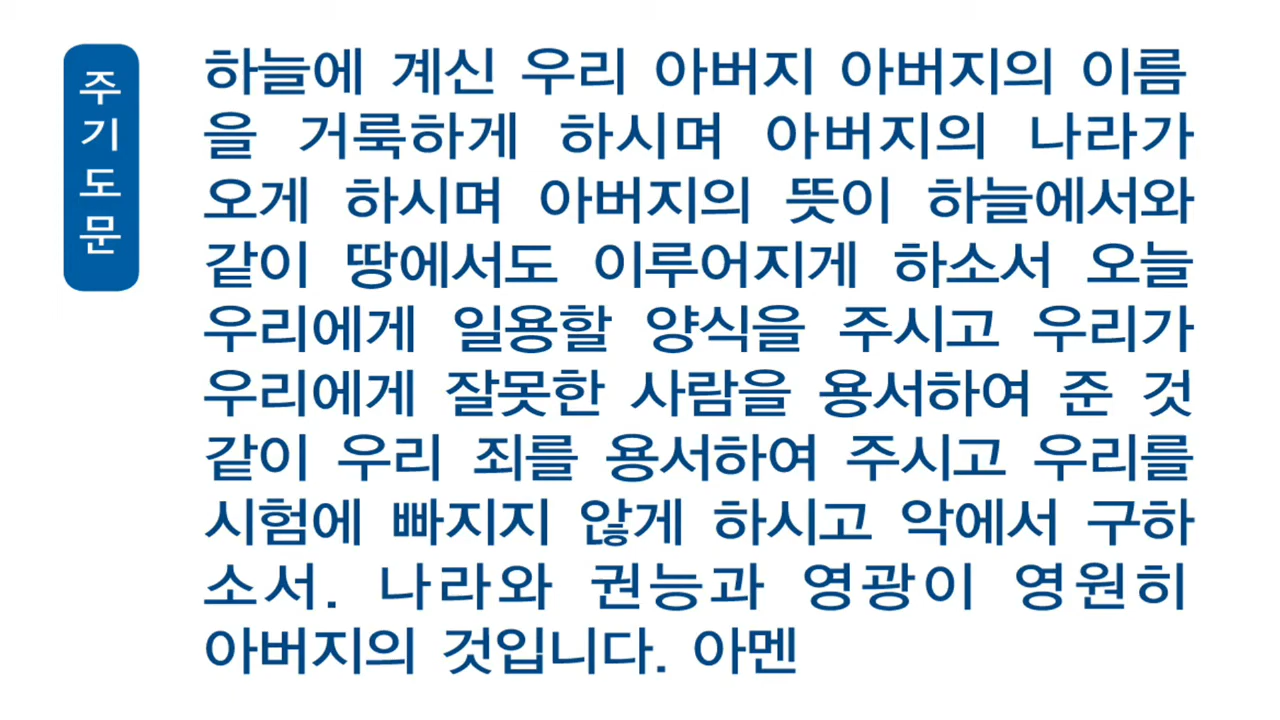 주기도문
하늘에 계신 우리 아버지 아버지의 이름
을 거룩하게 하시며 아버지의 나라가
오게 하시며 아버지의 뜻이 하늘에서와
같이 땅에서도 이루어지게 하소서 오늘
우리에게 일용할 양식을 주시고 우리가
우리에게 잘못한 사람을 용서하여 준 것
같이 우리 죄를 용서하여 주시고 우리를
시험에 빠지지 않게 하시고 악에서 구하
소서. 나라와 권능과 영광이 영원히
아버지의 것입니다. 아멘